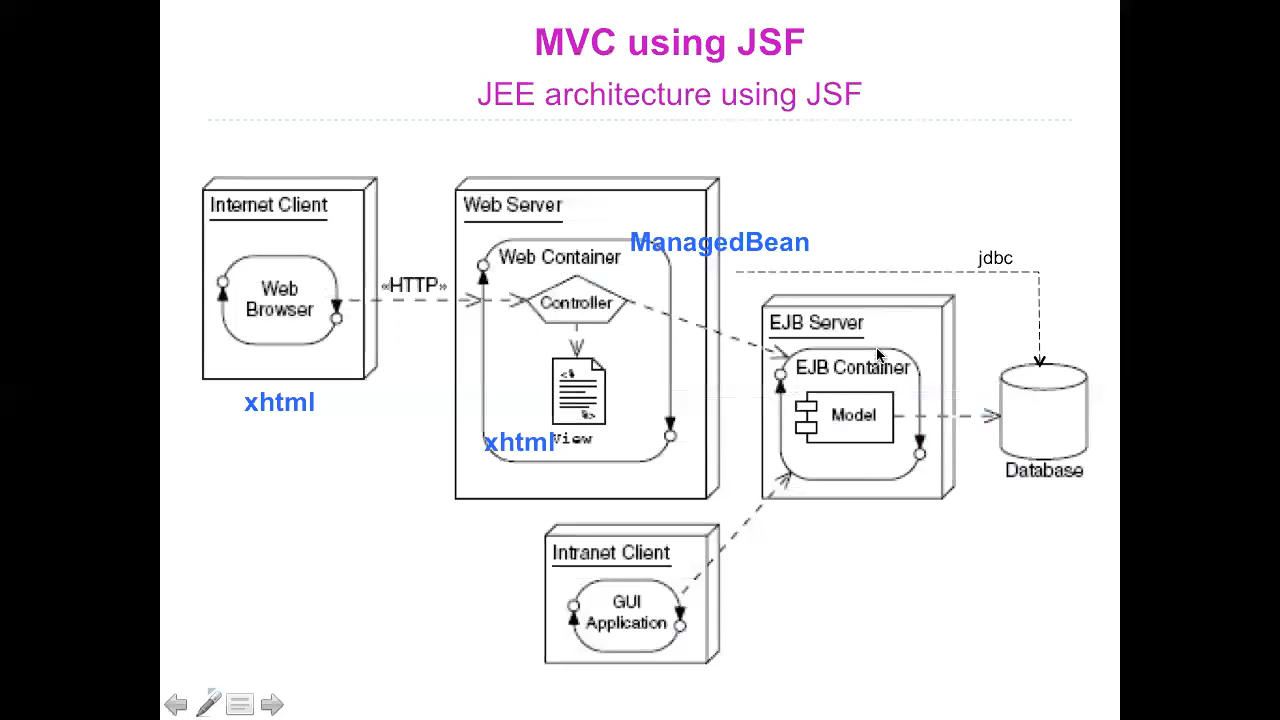 MVC using JSF
JEE architecture using JSF
Internet Client
Web
Browser
xhtml
«HTTP»
Web Server
ManagedBean
Web Container
Controller
<%
%>
xhtml
View
jdbc
EJB Server
EJB Container
Model
Database
Intranet Client
GUI
Application